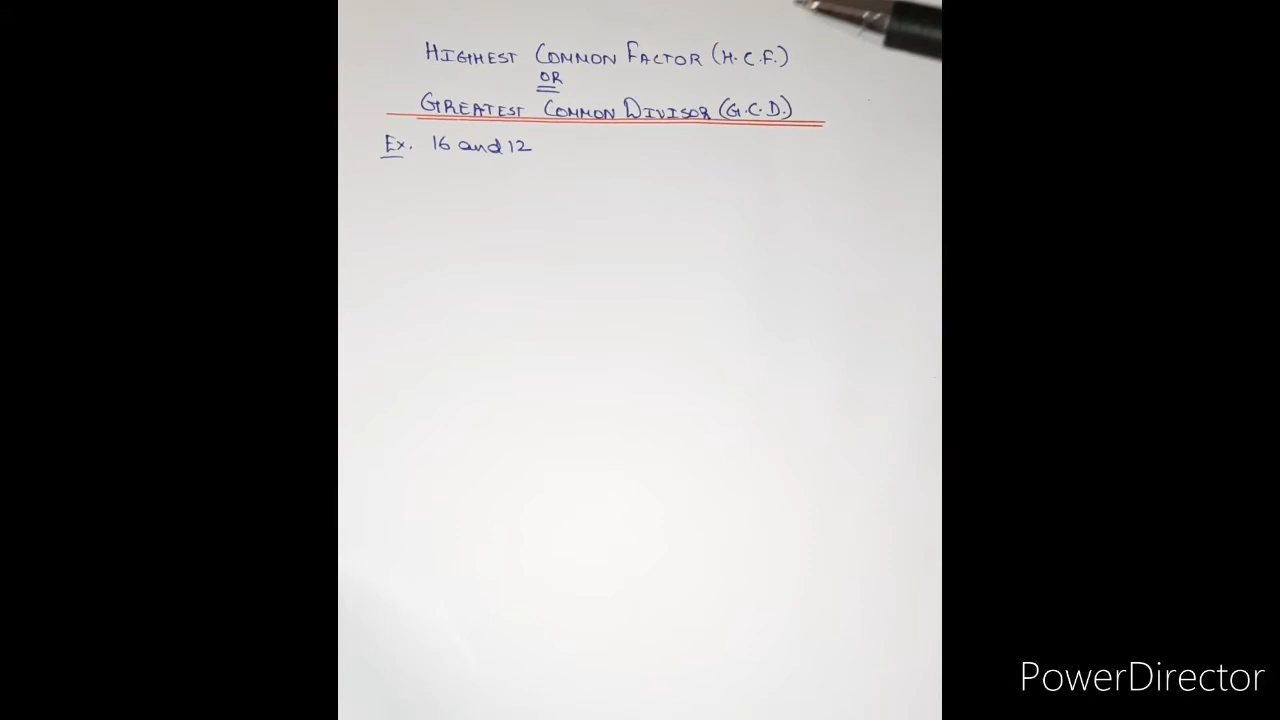 HIGHEST COMMON FACTOR (H.C.F.)
OR
GREATEST COMMON DIVISOR (G.C.D.)
Ex. 16 and 12
PowerDirector